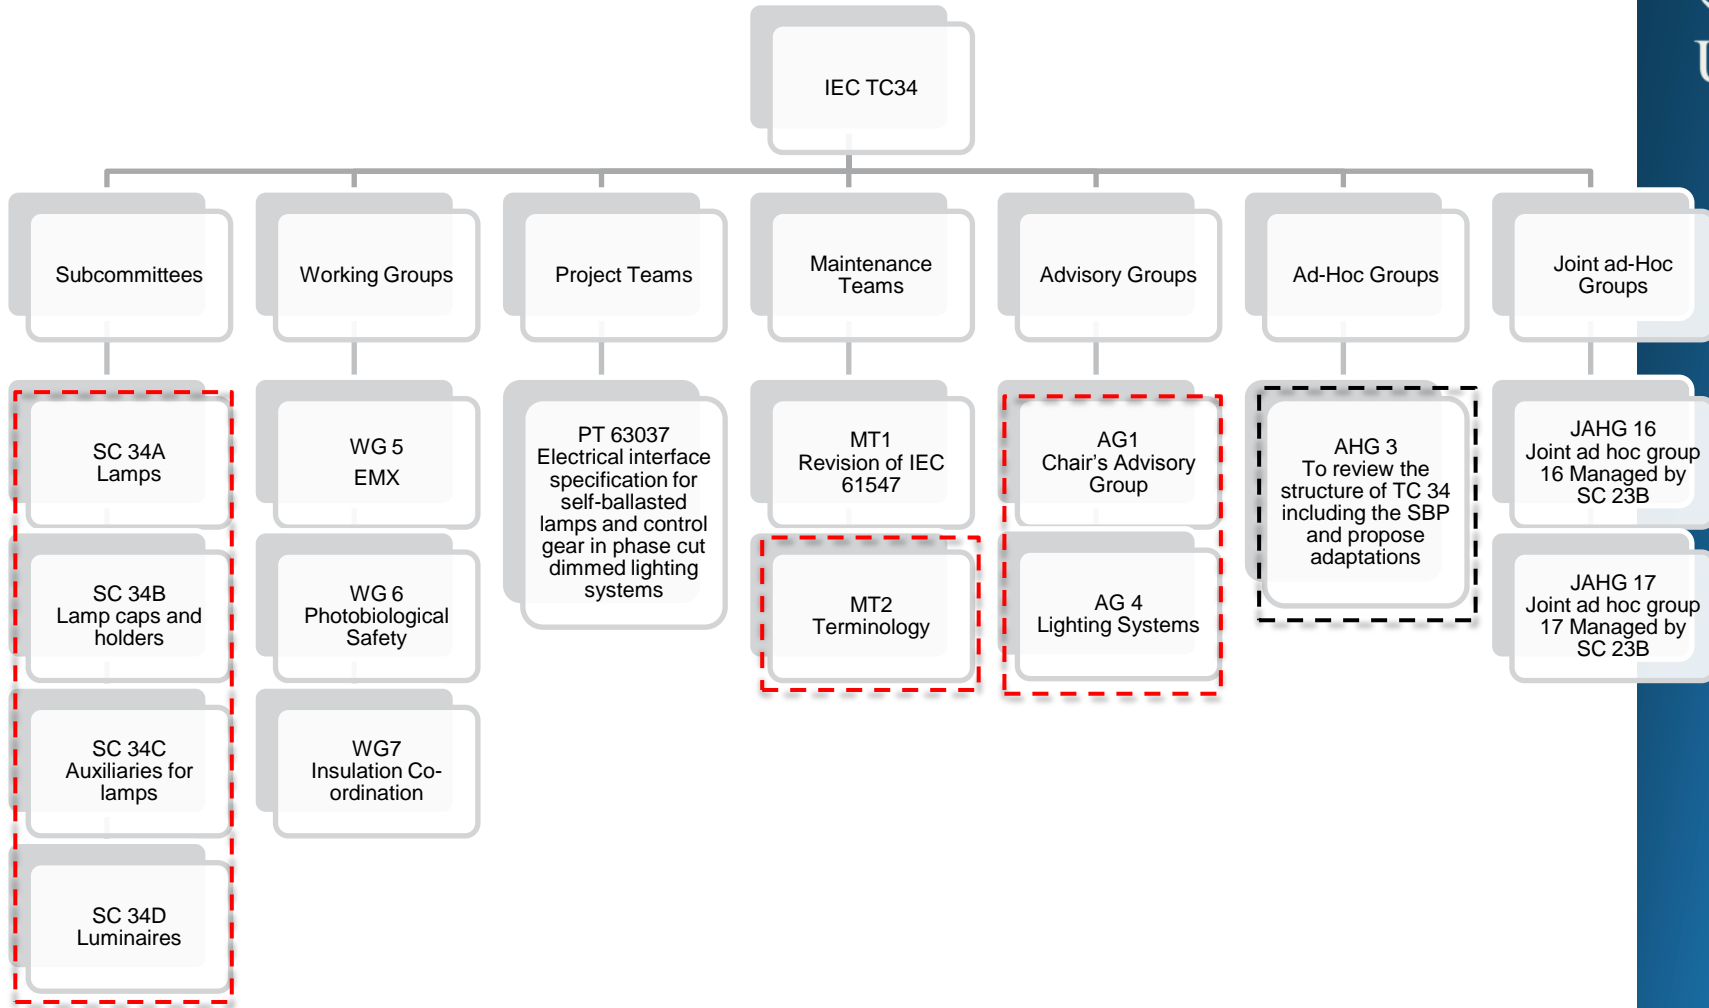 IEC TC34
Subcommittees
Working Groups
Project Teams
Maintenance
Teams
Advisory Groups
Ad-Hoc Groups
Joint ad-Hoc
Groups
SC 34A
Lamps
SC 34B
Lamp caps and
holders
SC 34C
Auxiliaries for
lamps
SC 34D
Luminaires
WG 5
EMX
WG 6
Photobiological
Safety
WG7
Insulation Co-
ordination
PT 63037
Electrical interface
specification for
self-ballasted
lamps and control
gear in phase cut
dimmed lighting
systems
MT1
Revision of IEC
61547
MT2
Terminology
AG1
Chair’s Advisory
Group
AG 4
Lighting Systems
AHG 3
To review the
structure of TC 34
including the SBP
and propose
adaptations
JAHG 16
Joint ad hoc group
16 Managed by
SC 23B
JAHG 17
Joint ad hoc group
17 Managed by
SC 23B